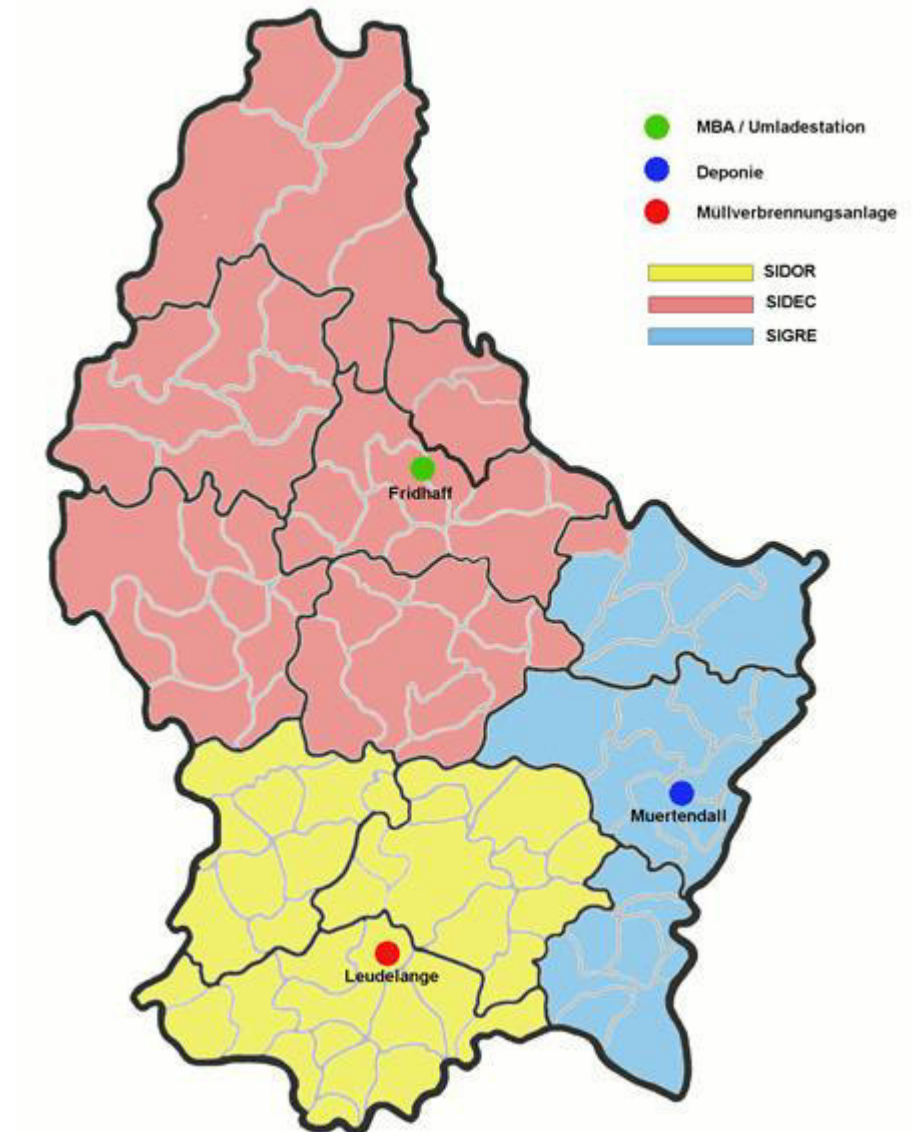 MBA / Umladestation
Deponie
Müllverbrennungsanlage
SIDOR
SIDEC
SIGRE
Fridhaff
Muertendall
Leudelange